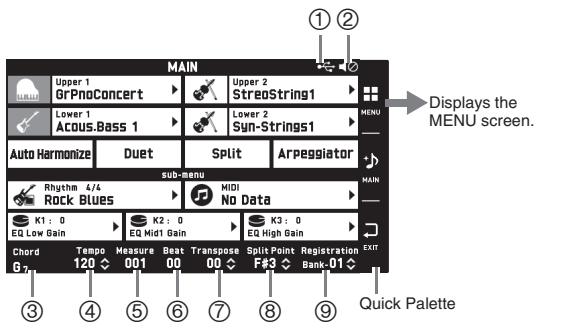 ① ②
MAIN
Upper 1
GrPnoConcert
Upper 2
StreoString1
MENU
Displays the
MENU screen.
Lower 1
Acous.Bass 1
Lower 2
Syn-Strings1
Auto Harmonize Duet Split Arpeggiator
MAIN
sub-menu
Rhythm 4/4
Rock Blues
MIDI
No Data
K1 : 0
EQ Low Gain
K2 : 0
EQ Mid1 Gain
K3 : 0
EQ High Gain
EXIT
Chord Tempo Measure Beat Transpose Split Point Registration
G7 120 001 00 00 F#3 Bank-01
Quick Palette
③ ④ ⑤ ⑥ ⑦ ⑧ ⑨